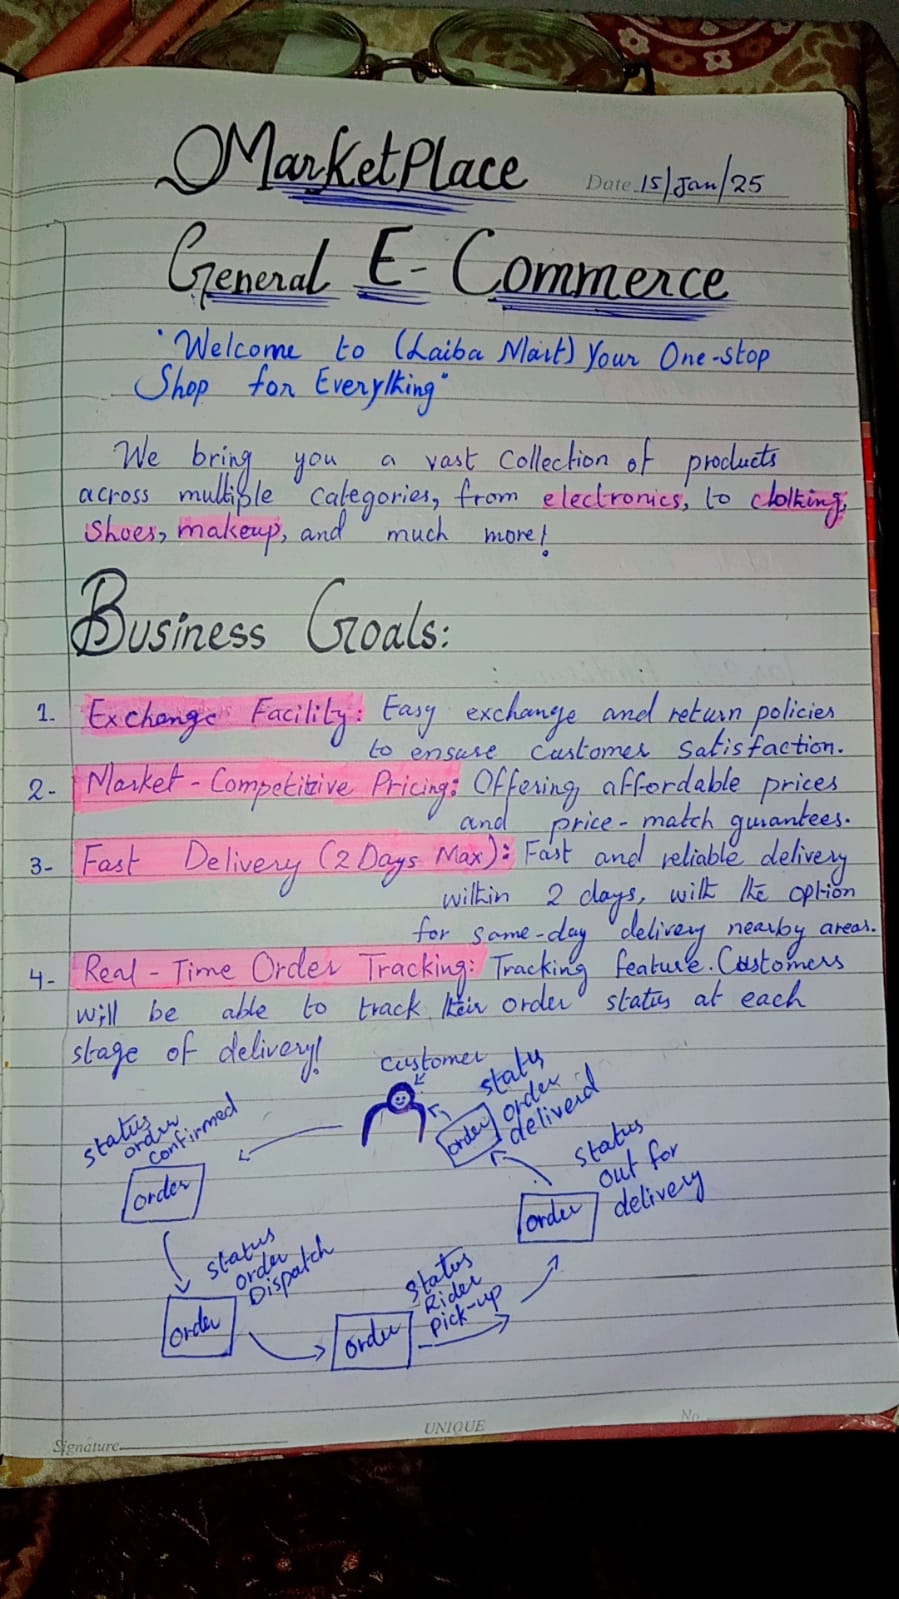 MarketPlace
Date 15/Jan/25
General E-Commerce
"Welcome to (Laiba Mart) Your One-stop
Shop for Everything"
We bring you a vast collection of products
across multiple categories, from electronics, to clothing,
Shoes, makeup, and much more!
Business Goals:
1. Exchange Facility: Easy exchange and return policies
to ensure customer satisfaction.
2- Market-Competitive Pricing: Offering affordable prices
and price-match gurantees.
3- Fast Delivery (2 Days Max): Fast and reliable delivery
within 2 days, with the option
for same-day delivery nearby areas.
4- Real-Time Order Tracking: Tracking feature. Customers
will be able to track their order status at each
stage of delivery!
customer
status
order
confirmed
order
status
order
Dispatch
order
status
Rider
pick-up
order
status
out for
delivery
order
status
order
deliverd
order
Signature
UNIQUE
No